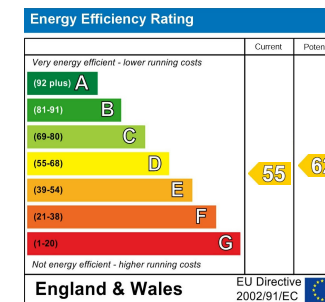 Energy Efficiency Rating
Current
Very energy efficient - lower running costs
(92 plus) A
(81-91) B
(69-80) C
(55-68) D
55
(39-54) E
(21-38) F
(1-20) G
Not energy efficient - higher running costs
England & Wales
EU Directive
2002/91/EC